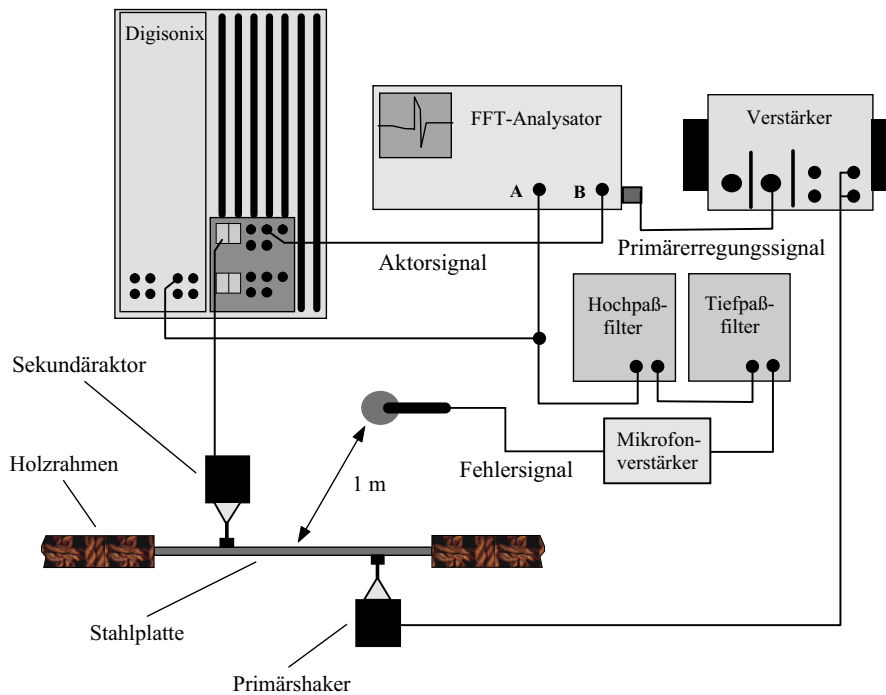 Digisonix
FFT-Analysator
Verstärker
A
B
Primärerregungssignal
Aktorsignal
Hochpaß-
filter
Tiefpaß-
filter
Sekundäraktor
Mikrofon-
verstärker
Fehlersignal
Holzrahmen
1 m
Stahlplatte
Primärshaker